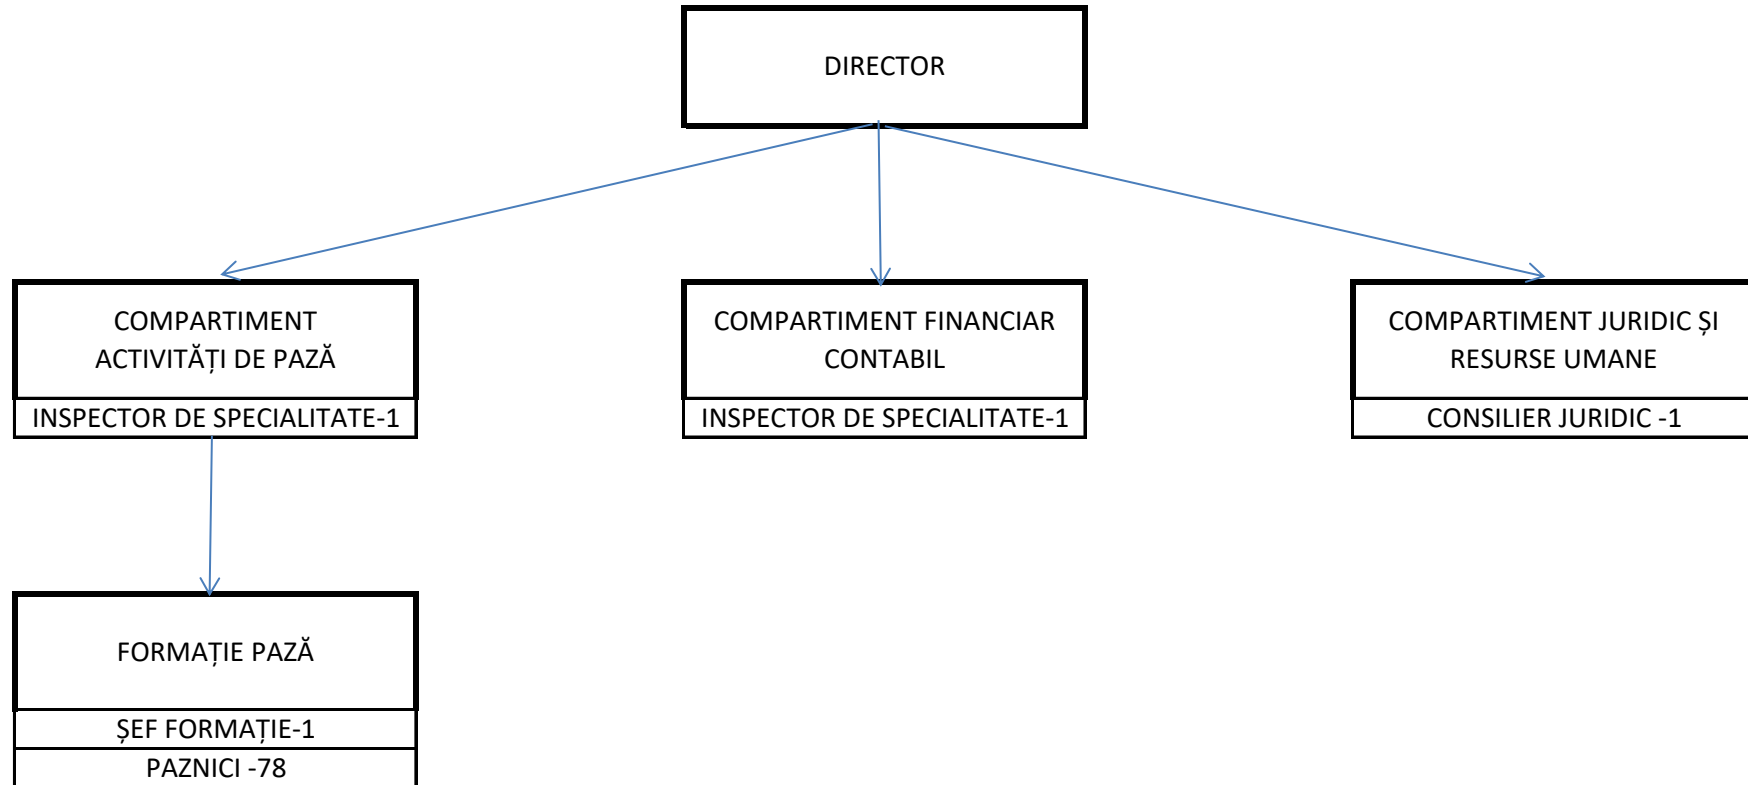 DIRECTOR
COMPARTIMENT
ACTIVITĂȚI DE PAZĂ
INSPECTOR DE SPECIALITATE-1
COMPARTIMENT FINANCIAR
CONTABIL
INSPECTOR DE SPECIALITATE-1
COMPARTIMENT JURIDIC ȘI
RESURSE UMANE
CONSILIER JURIDIC -1
FORMAȚIE PAZĂ
ȘEF FORMAȚIE-1
PAZNICI -78